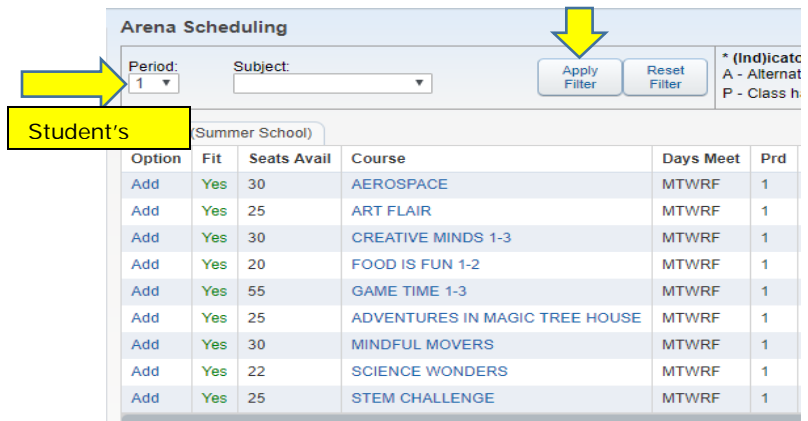 Arena Scheduling
Period: Subject: Apply Filter Reset Filter * (Ind)icato
1 A - Alternat
P - Class ha
Student's (Summer School)
Option Fit Seats Avail Course Days Meet Prd
Add Yes 30 AEROSPACE MTWRF 1
Add Yes 25 ART FLAIR MTWRF 1
Add Yes 30 CREATIVE MINDS 1-3 MTWRF 1
Add Yes 20 FOOD IS FUN 1-2 MTWRF 1
Add Yes 55 GAME TIME 1-3 MTWRF 1
Add Yes 25 ADVENTURES IN MAGIC TREE HOUSE MTWRF 1
Add Yes 30 MINDFUL MOVERS MTWRF 1
Add Yes 22 SCIENCE WONDERS MTWRF 1
Add Yes 25 STEM CHALLENGE MTWRF 1